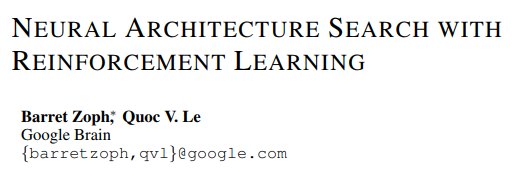 NEURAL ARCHITECTURE SEARCH WITH
REINFORCEMENT LEARNING
Barret Zoph,* Quoc V. Le
Google Brain
{barretzoph,qvl}@google.com